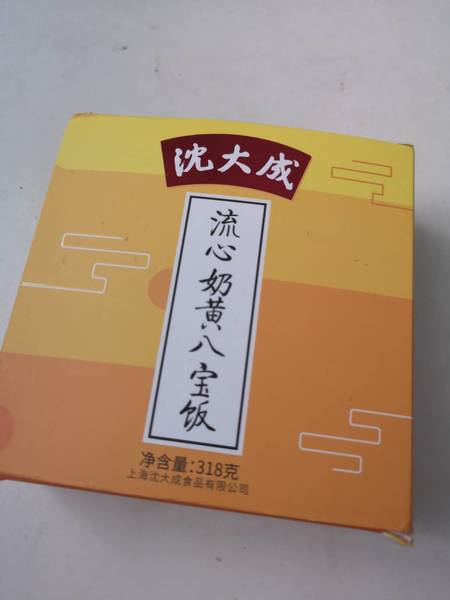 沈大成
流心奶黄八宝饭
净含量:318克
上海沈大成食品有限公司